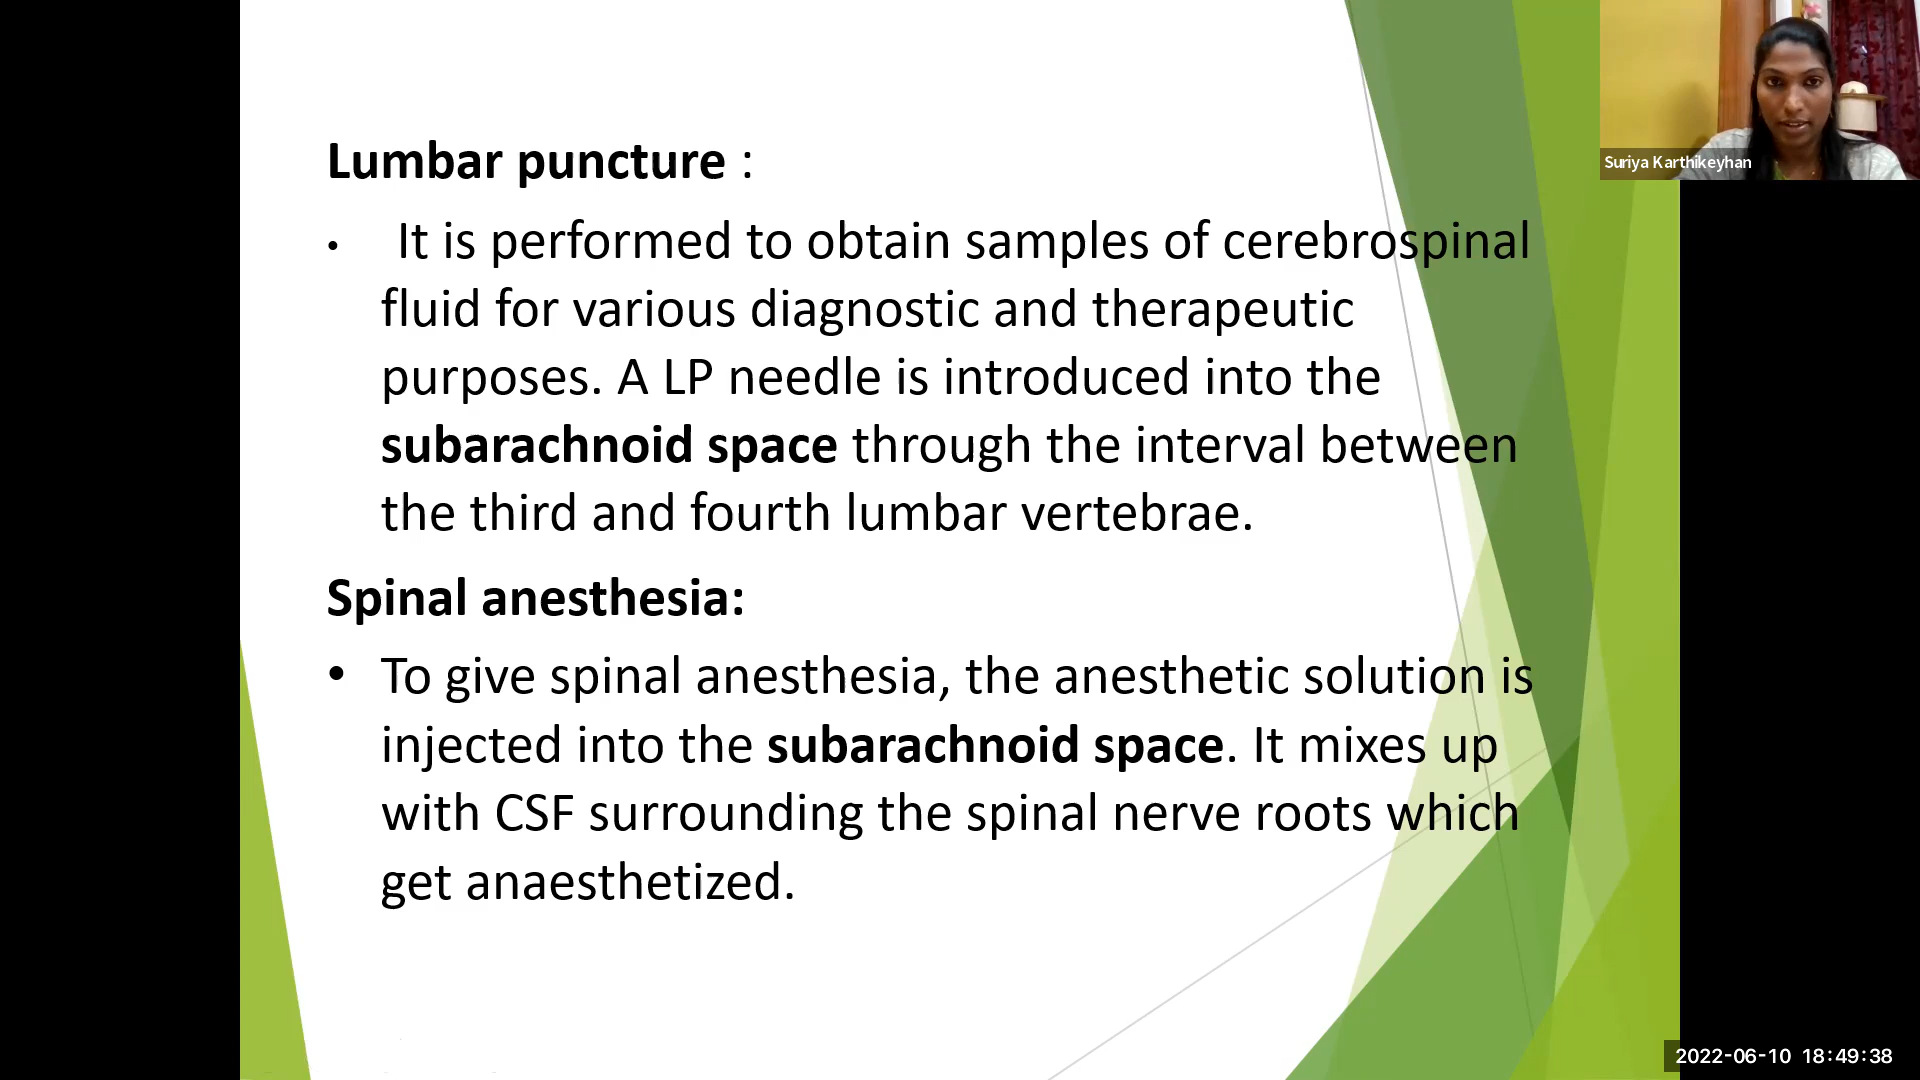 Lumbar puncture :
• It is performed to obtain samples of cerebrospinal
fluid for various diagnostic and therapeutic
purposes. A LP needle is introduced into the
subarachnoid space through the interval between
the third and fourth lumbar vertebrae.
Spinal anesthesia:
• To give spinal anesthesia, the anesthetic solution is
injected into the subarachnoid space. It mixes up
with CSF surrounding the spinal nerve roots which
get anaesthetized.
Suriya Karthikeyhan
2022-06-10 18:49:38